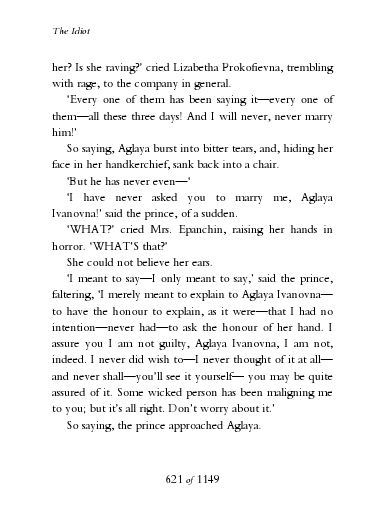 The Idiot
her? Is she raving?' cried Lizabetha Prokofievna, trembling
with rage, to the company in general.
'Every one of them has been saying it—every one of
them—all these three days! And I will never, never marry
him!'
So saying, Aglaya burst into bitter tears, and, hiding her
face in her handkerchief, sank back into a chair.
'But he has never even—'
'I have never asked you to marry me, Aglaya
Ivanovna!' said the prince, of a sudden.
'WHAT?' cried Mrs. Epanchin, raising her hands in
horror. 'WHAT'S that?'
She could not believe her ears.
'I meant to say—I only meant to say,' said the prince,
faltering, 'I merely meant to explain to Aglaya Ivanovna—
to have the honour to explain, as it were—that I had no
intention—never had—to ask the honour of her hand. I
assure you I am not guilty, Aglaya Ivanovna, I am not,
indeed. I never did wish to—I never thought of it at all—
and never shall—you'll see it yourself— you may be quite
assured of it. Some wicked person has been maligning me
to you; but it's all right. Don't worry about it.'
So saying, the prince approached Aglaya.
621 of 1149